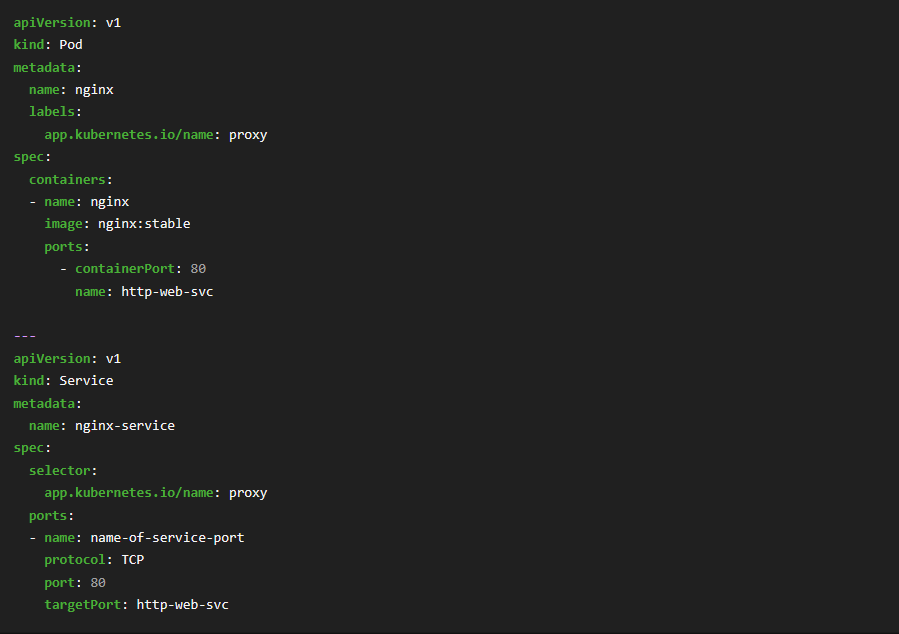 apiVersion: v1
kind: Pod
metadata:
  name: nginx
  labels:
    app.kubernetes.io/name: proxy
spec:
  containers:
  - name: nginx
    image: nginx:stable
    ports:
      - containerPort: 80
        name: http-web-svc

---
apiVersion: v1
kind: Service
metadata:
  name: nginx-service
spec:
  selector:
    app.kubernetes.io/name: proxy
  ports:
  - name: name-of-service-port
    protocol: TCP
    port: 80
    targetPort: http-web-svc